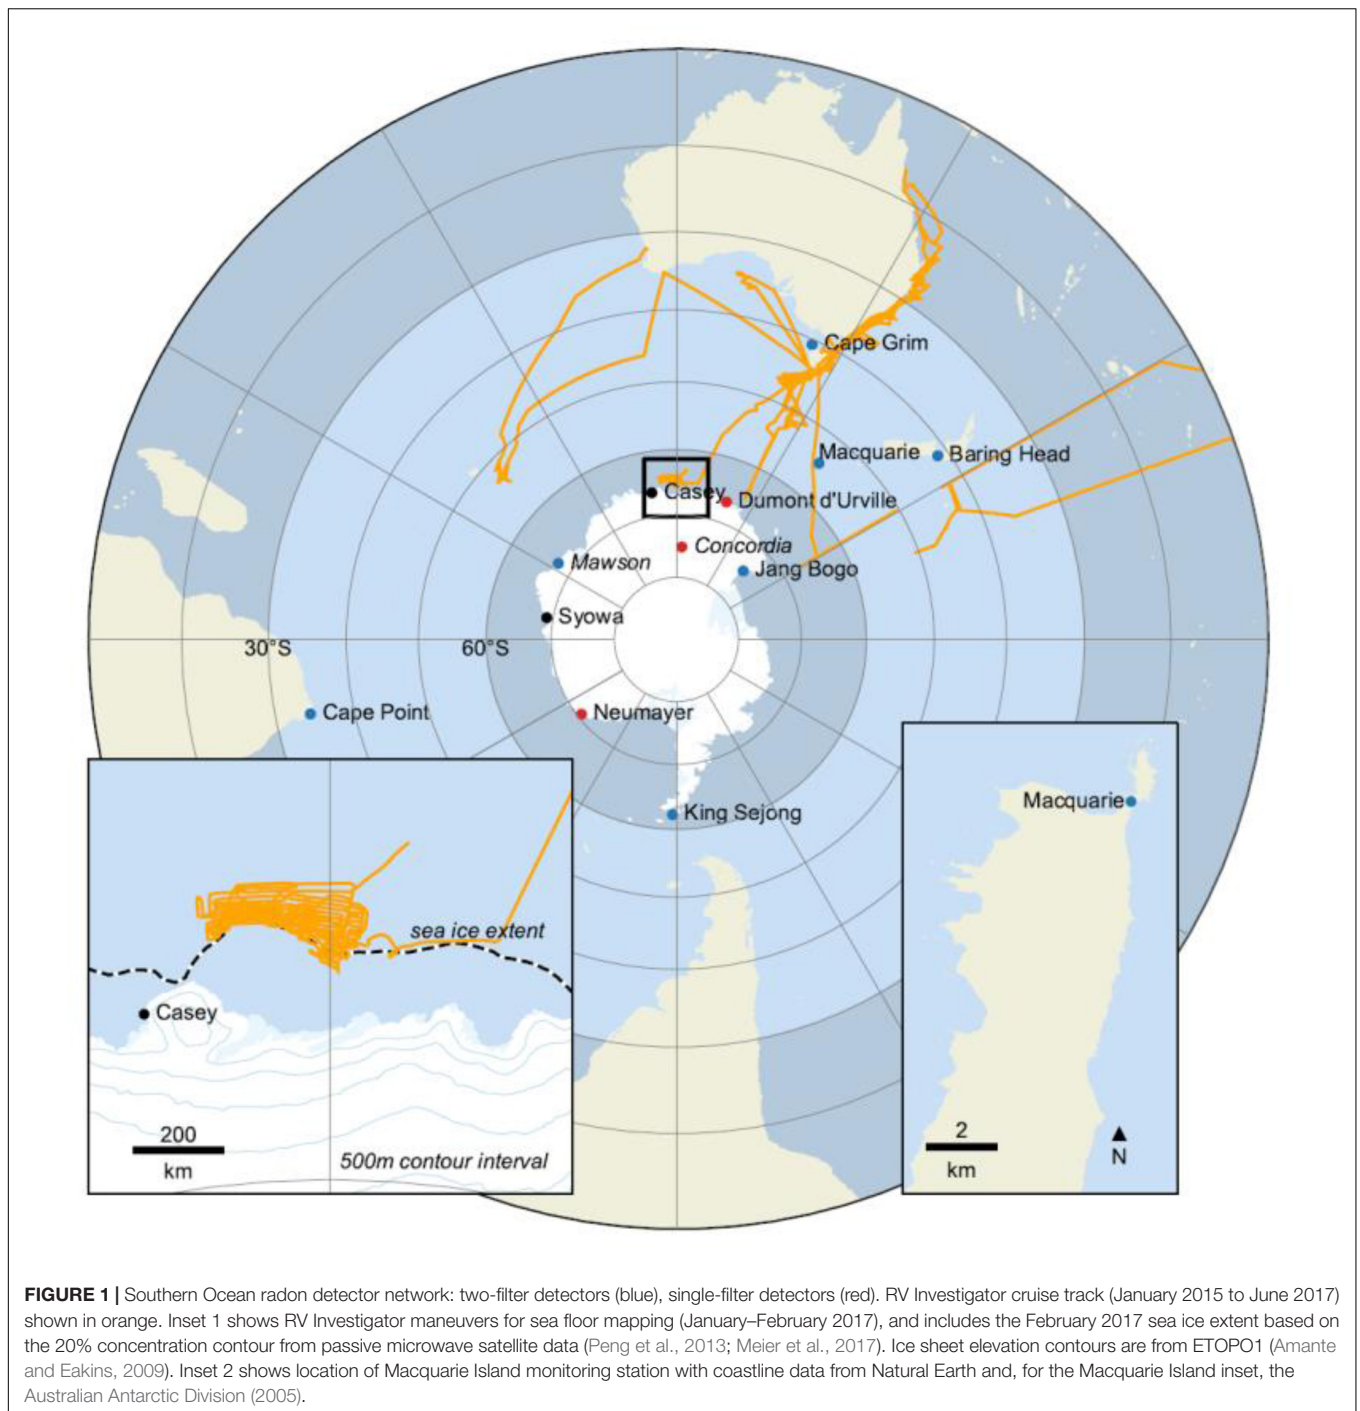 Cape Grim
Macquarie
Baring Head
Casey
Dumont d'Urville
Concordia
Mawson
Jang Bogo
Syowa
30°S
60°S
Cape Point
Neumayer
King Sejong
sea ice extent
Casey
200
km
500m contour interval
Macquarie
2
km
N
FIGURE 1 | Southern Ocean radon detector network: two-filter detectors (blue), single-filter detectors (red). RV Investigator cruise track (January 2015 to June 2017)
shown in orange. Inset 1 shows RV Investigator maneuvers for sea floor mapping (January–February 2017), and includes the February 2017 sea ice extent based on
the 20% concentration contour from passive microwave satellite data (Peng et al., 2013; Meier et al., 2017). Ice sheet elevation contours are from ETOPO1 (Amante
and Eakins, 2009). Inset 2 shows location of Macquarie Island monitoring station with coastline data from Natural Earth and, for the Macquarie Island inset, the
Australian Antarctic Division (2005).